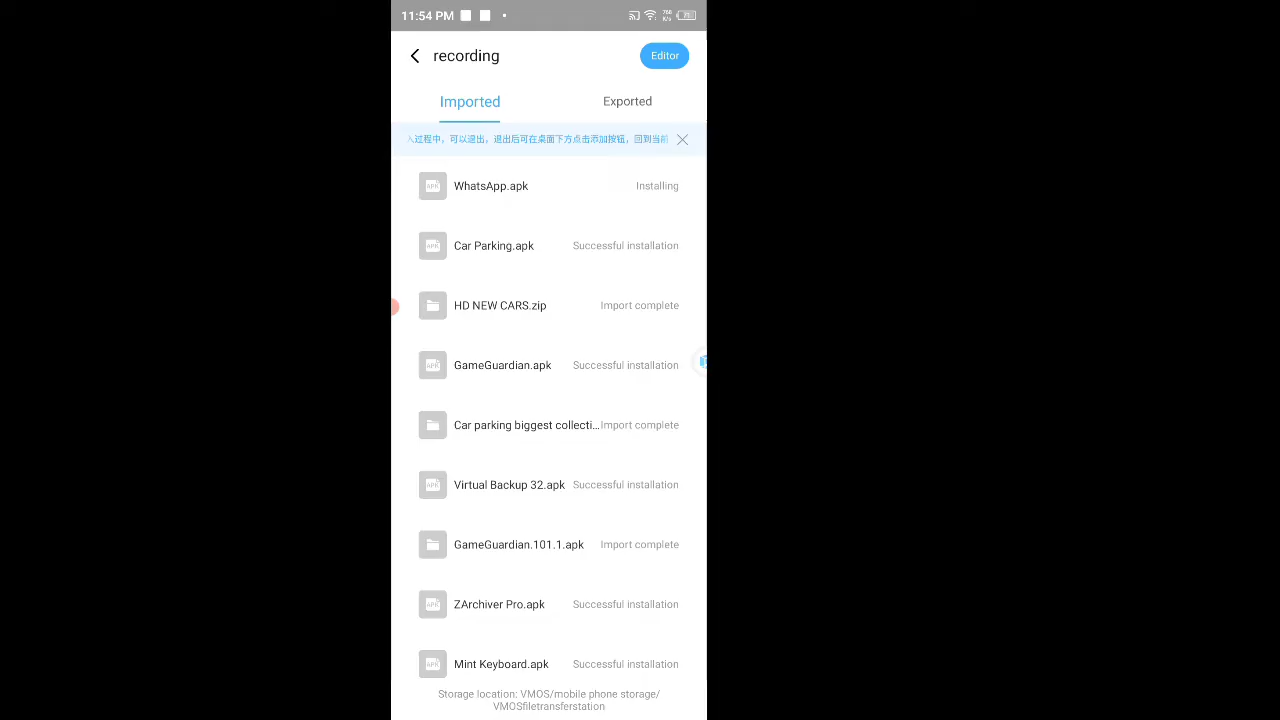 11:54 PM
recording
Editor
Imported
Exported
过程中，可以退出，退出后可在桌面下方点击添加按钮，回到当前
WhatsApp.apk Installing
Car Parking.apk Successful installation
HD NEW CARS.zip Import complete
GameGuardian.apk Successful installation
Car parking biggest collecti... Import complete
Virtual Backup 32.apk Successful installation
GameGuardian.101.1.apk Import complete
ZArchiver Pro.apk Successful installation
Mint Keyboard.apk Successful installation
Storage location: VMOS/mobile phone storage/
VMOSfiletransferstation